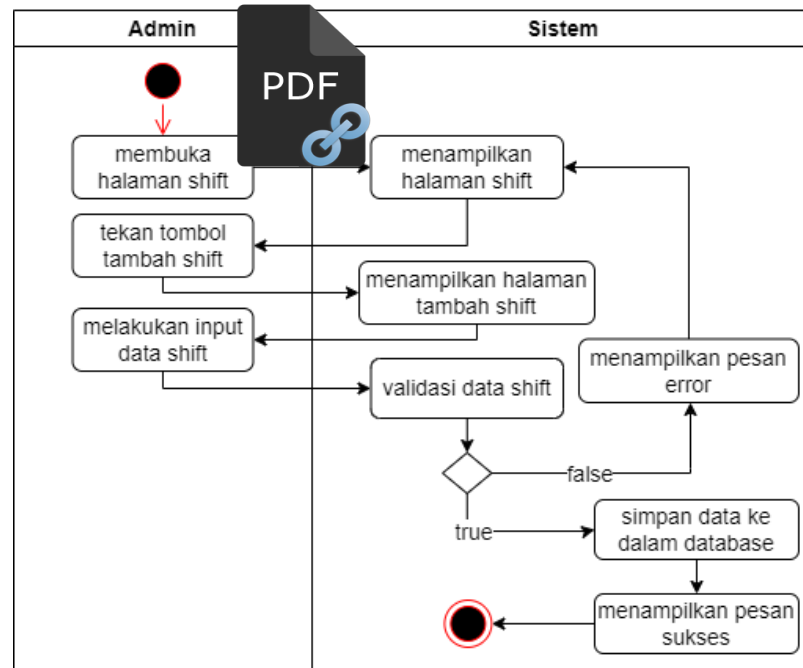 Admin
Sistem
PDF
membuka
halaman shift
menampilkan
halaman shift
tekan tombol
tambah shift
menampilkan halaman
tambah shift
melakukan input
data shift
menampilkan pesan
error
validasi data shift
false
true
simpan data ke
dalam database
menampilkan pesan
sukses